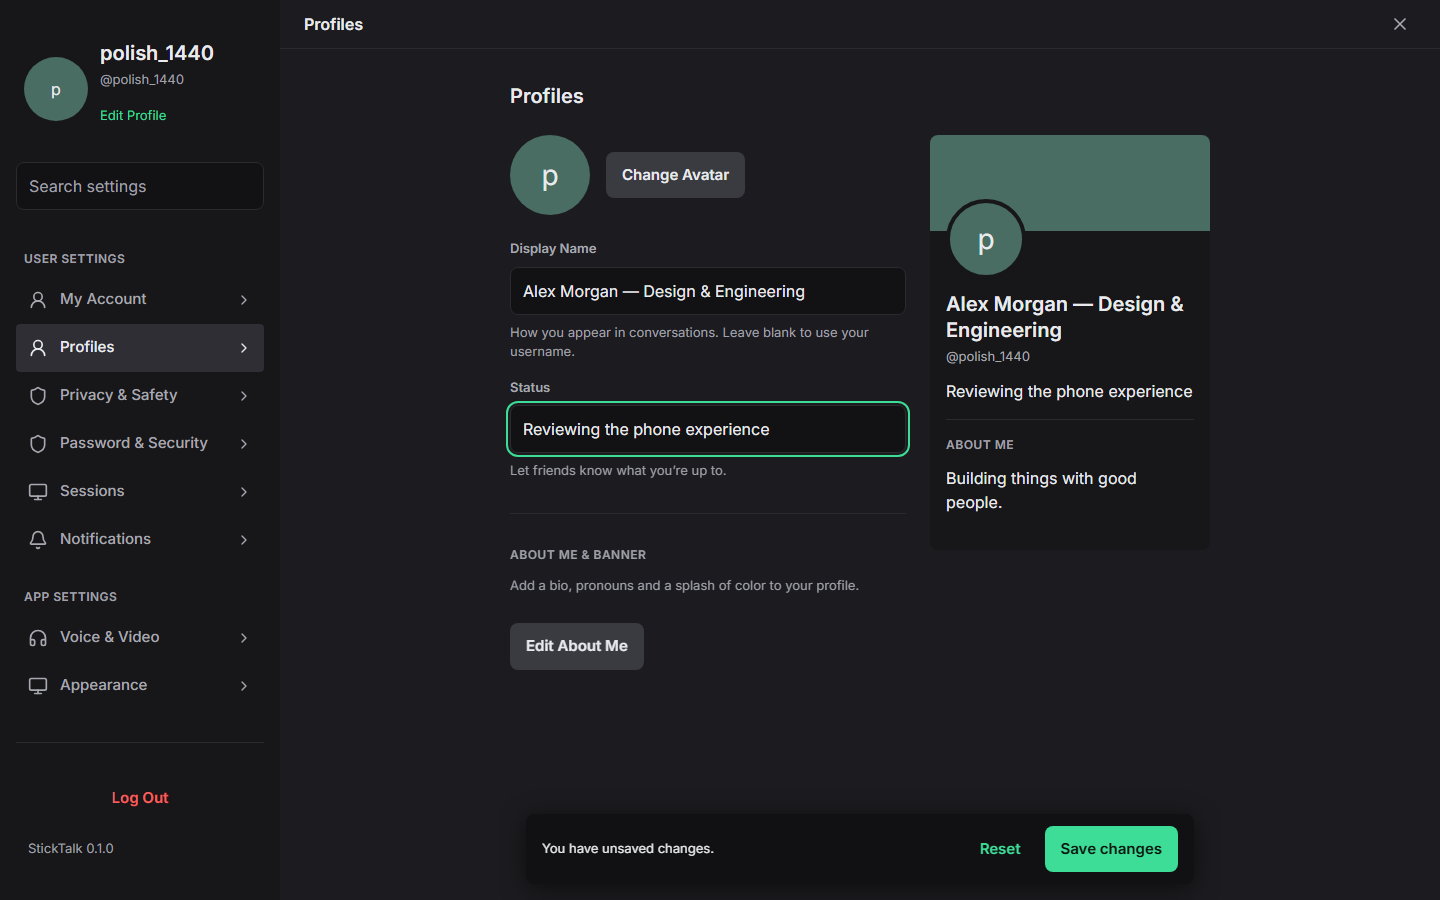 polish_1440
@polish_1440
p
Edit Profile
Search settings
USER SETTINGS
My Account
Profiles
Privacy & Safety
Password & Security
Sessions
Notifications
APP SETTINGS
Voice & Video
Appearance
Log Out
StickTalk 0.1.0
Profiles
Profiles
p
Change Avatar
Display Name
Alex Morgan — Design & Engineering
How you appear in conversations. Leave blank to use your
username.
Status
Reviewing the phone experience
Let friends know what you’re up to.
ABOUT ME & BANNER
Add a bio, pronouns and a splash of color to your profile.
Edit About Me
p
Alex Morgan — Design &
Engineering
@polish_1440
Reviewing the phone experience
ABOUT ME
Building things with good
people.
You have unsaved changes.
Reset
Save changes